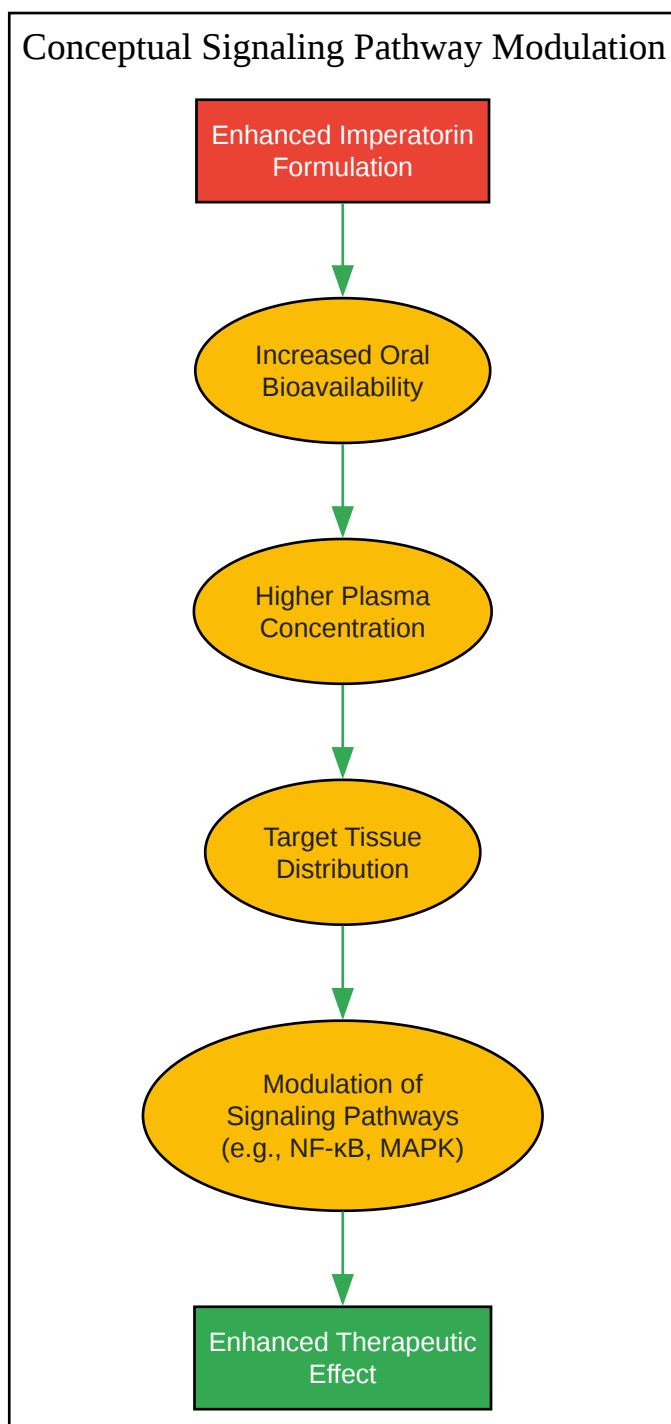 Conceptual Signaling Pathway Modulation
Enhanced Imperatorin
Formulation
Increased Oral
Bioavailability
Higher Plasma
Concentration
Target Tissue
Distribution
Modulation of
Signaling Pathways
(e.g., NF-κB, MAPK)
Enhanced Therapeutic
Effect